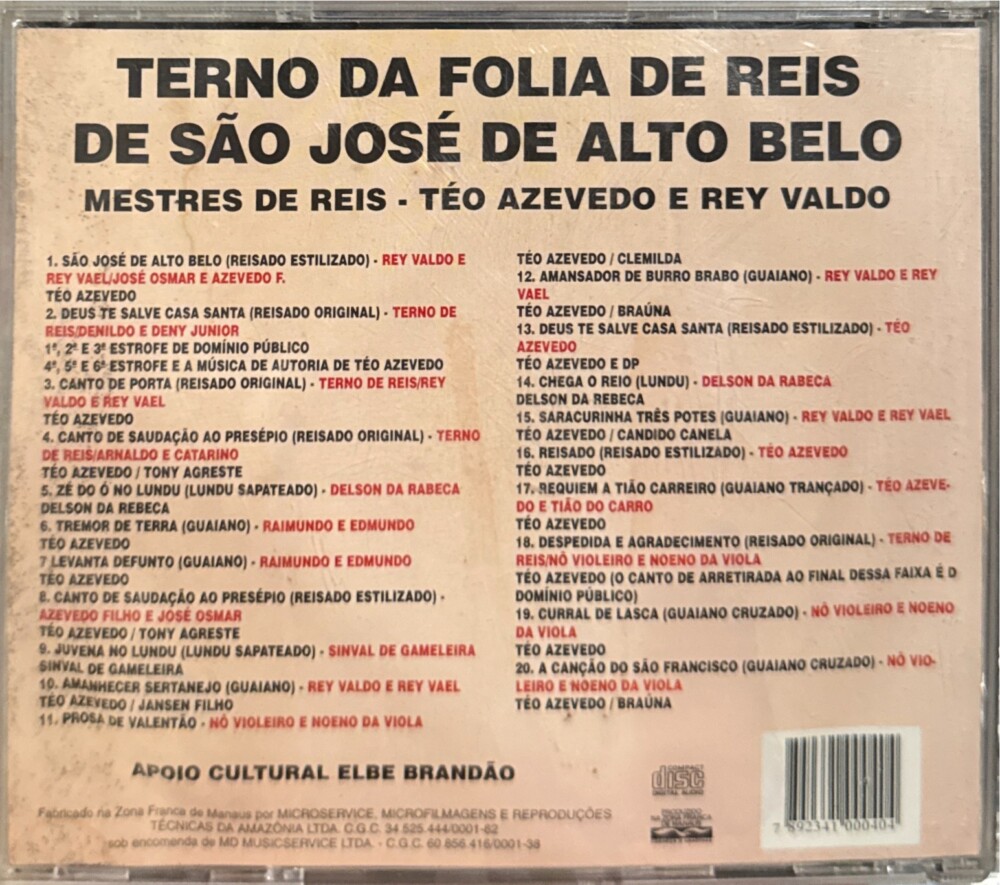 TERNO DA FOLIA DE REIS
DE SÃO JOSÉ DE ALTO BELO
MESTRES DE REIS - TÉO AZEVEDO E REY VALDO
1. SÃO JOSÉ DE ALTO BELO (REISADO ESTILIZADO) - REY VALDO E
REY VAEL/JOSÉ OSMAR E AZEVEDO F.
TÉO AZEVEDO
2. DEUS TE SALVE CASA SANTA (REISADO ORIGINAL) - TERNO DE
REIS/DENILDO E DENY JUNIOR
1ª, 2ª E 3ª ESTROFE DE DOMÍNIO PÚBLICO
4ª, 5ª E 6ª ESTROFE E A MÚSICA DE AUTORIA DE TÉO AZEVEDO
3. CANTO DE PORTA (REISADO ORIGINAL) - TERNO DE REIS/REY
VALDO E REY VAEL
TÉO AZEVEDO
4. CANTO DE SAUDAÇÃO AO PRESÉPIO (REISADO ORIGINAL) - TERNO
DE REIS/ARNALDO E CATARINO
TÉO AZEVEDO / TONY AGRESTE
5. ZÉ DO Ó NO LUNDU (LUNDU SAPATEADO) - DELSON DA RABECA
DELSON DA REBECA
6. TREMOR DE TERRA (GUAIANO) - RAIMUNDO E EDMUNDO
TÉO AZEVEDO
7 LEVANTA DEFUNTO (GUAIANO) - RAIMUNDO E EDMUNDO
TÉO AZEVEDO
8. CANTO DE SAUDAÇÃO AO PRESÉPIO (REISADO ESTILIZADO) -
AZEVEDO FILHO E JOSÉ OSMAR
TÉO AZEVEDO / TONY AGRESTE
9. JUVENA NO LUNDU (LUNDU SAPATEADO) - SINVAL DE GAMELEIRA
SINVAL DE GAMELEIRA
10. AMANHECER SERTANEJO (GUAIANO) - REY VALDO E REY VAEL
TÉO AZEVEDO / JANSEN FILHO
11. PROSA DE VALENTÃO - NÔ VIOLEIRO E NOENO DA VIOLA
TÉO AZEVEDO / CLEMILDA
12. AMANSADOR DE BURRO BRABO (GUAIANO) - REY VALDO E REY
VAEL
TÉO AZEVEDO / BRAÚNA
13. DEUS TE SALVE CASA SANTA (REISADO ESTILIZADO) - TÉO
AZEVEDO
TÉO AZEVEDO E DP
14. CHEGA O REIO (LUNDU) - DELSON DA RABECA
DELSON DA REBECA
15. SARACURINHA TRÊS POTES (GUAIANO) - REY VALDO E REY VAEL
TÉO AZEVEDO / CANDIDO CANELA
16. REISADO (REISADO ESTILIZADO) - TÉO AZEVEDO
TÉO AZEVEDO
17. REQUIEM A TIÃO CARREIRO (GUAIANO TRANÇADO) - TÉO AZEVE-
DO E TIÃO DO CARRO
TÉO AZEVEDO
18. DESPEDIDA E AGRADECIMENTO (REISADO ORIGINAL) - TERNO DE
REIS/NÔ VIOLEIRO E NOENO DA VIOLA
TÉO AZEVEDO (O CANTO DE ARRETIRADA AO FINAL DESSA FAIXA É D
DOMÍNIO PÚBLICO)
19. CURRAL DE LASCA (GUAIANO CRUZADO) - NÔ VIOLEIRO E NOENO
DA VIOLA
TÉO AZEVEDO
20. A CANÇÃO DO SÃO FRANCISCO (GUAIANO CRUZADO) - NÔ VIO-
LEIRO E NOENO DA VIOLA
TÉO AZEVEDO / BRAÚNA
APOIO CULTURAL ELBE BRANDÃO
Fabricado na Zona Franca de Manaus por MICROSERVICE, MICROFILMAGENS E REPRODUÇÕES
TÉCNICAS DA AMAZÔNIA LTDA. C.G.C. 34.525.444/0001-82
sob encomenda de MD MUSICSERVICE LTDA. - C.G.C. 60.856.416/0001-38
COMPACT
disc
DIGITAL AUDIO
7 892341 000404